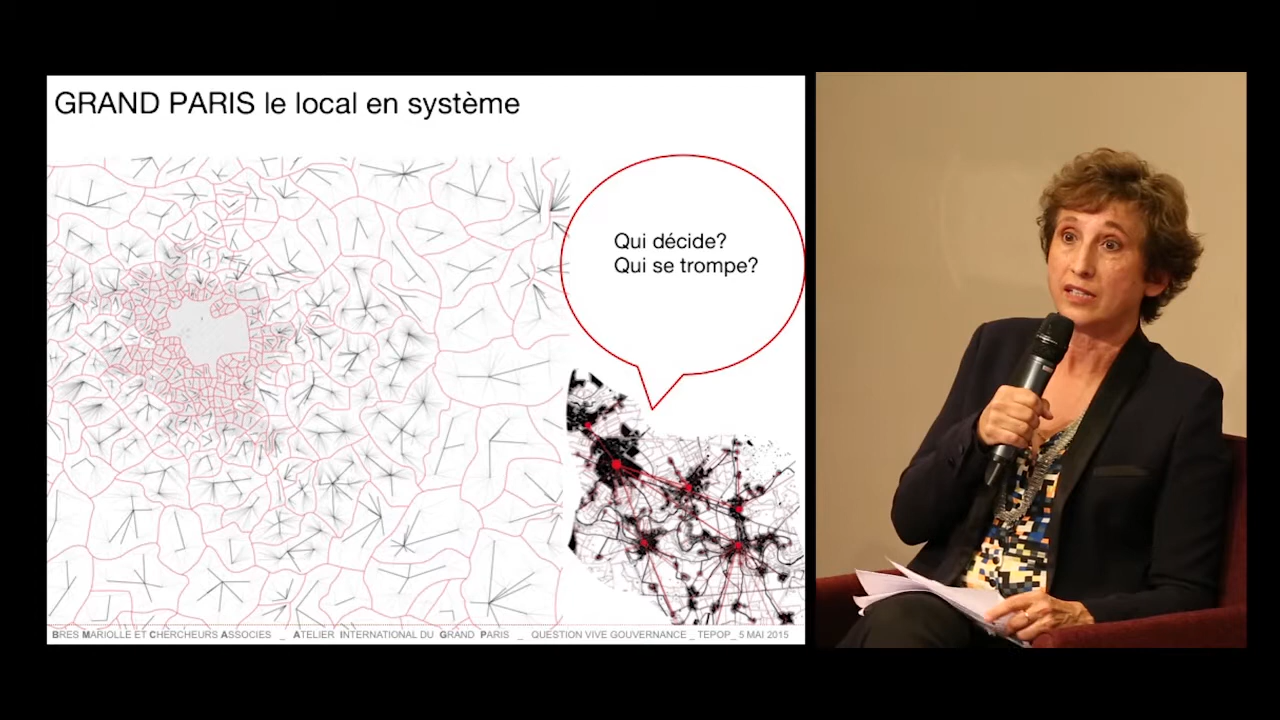 GRAND PARIS le local en système
Qui décide?
Qui se trompe?
BRES MARIOLLE ET CHERCHEURS ASSOCIES _ ATELIER INTERNATIONAL DU GRAND PARIS _ QUESTION VIVE GOUVERNANCE _ TEPOP_ 5 MAI 2015